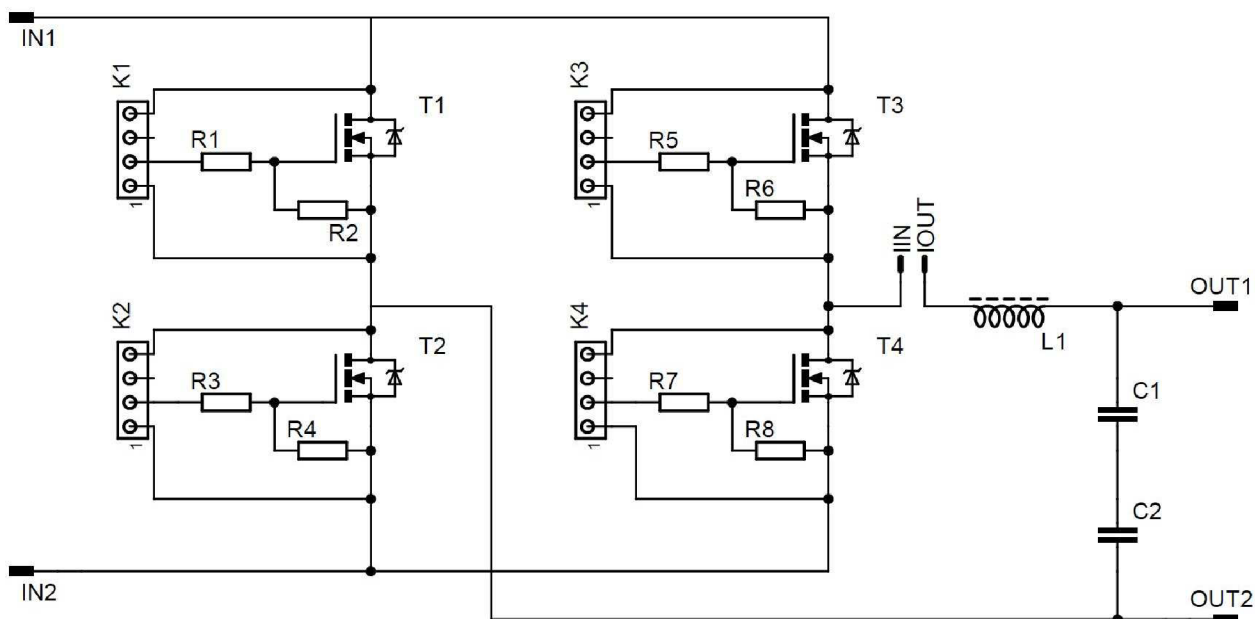 IN1
K1
T1
R1
R2
1
K3
T3
R5
R6
1
IIN
IOUT
OUT1
L1
K2
T2
R3
R4
1
K4
T4
R7
R8
1
C1
C2
IN2
OUT2